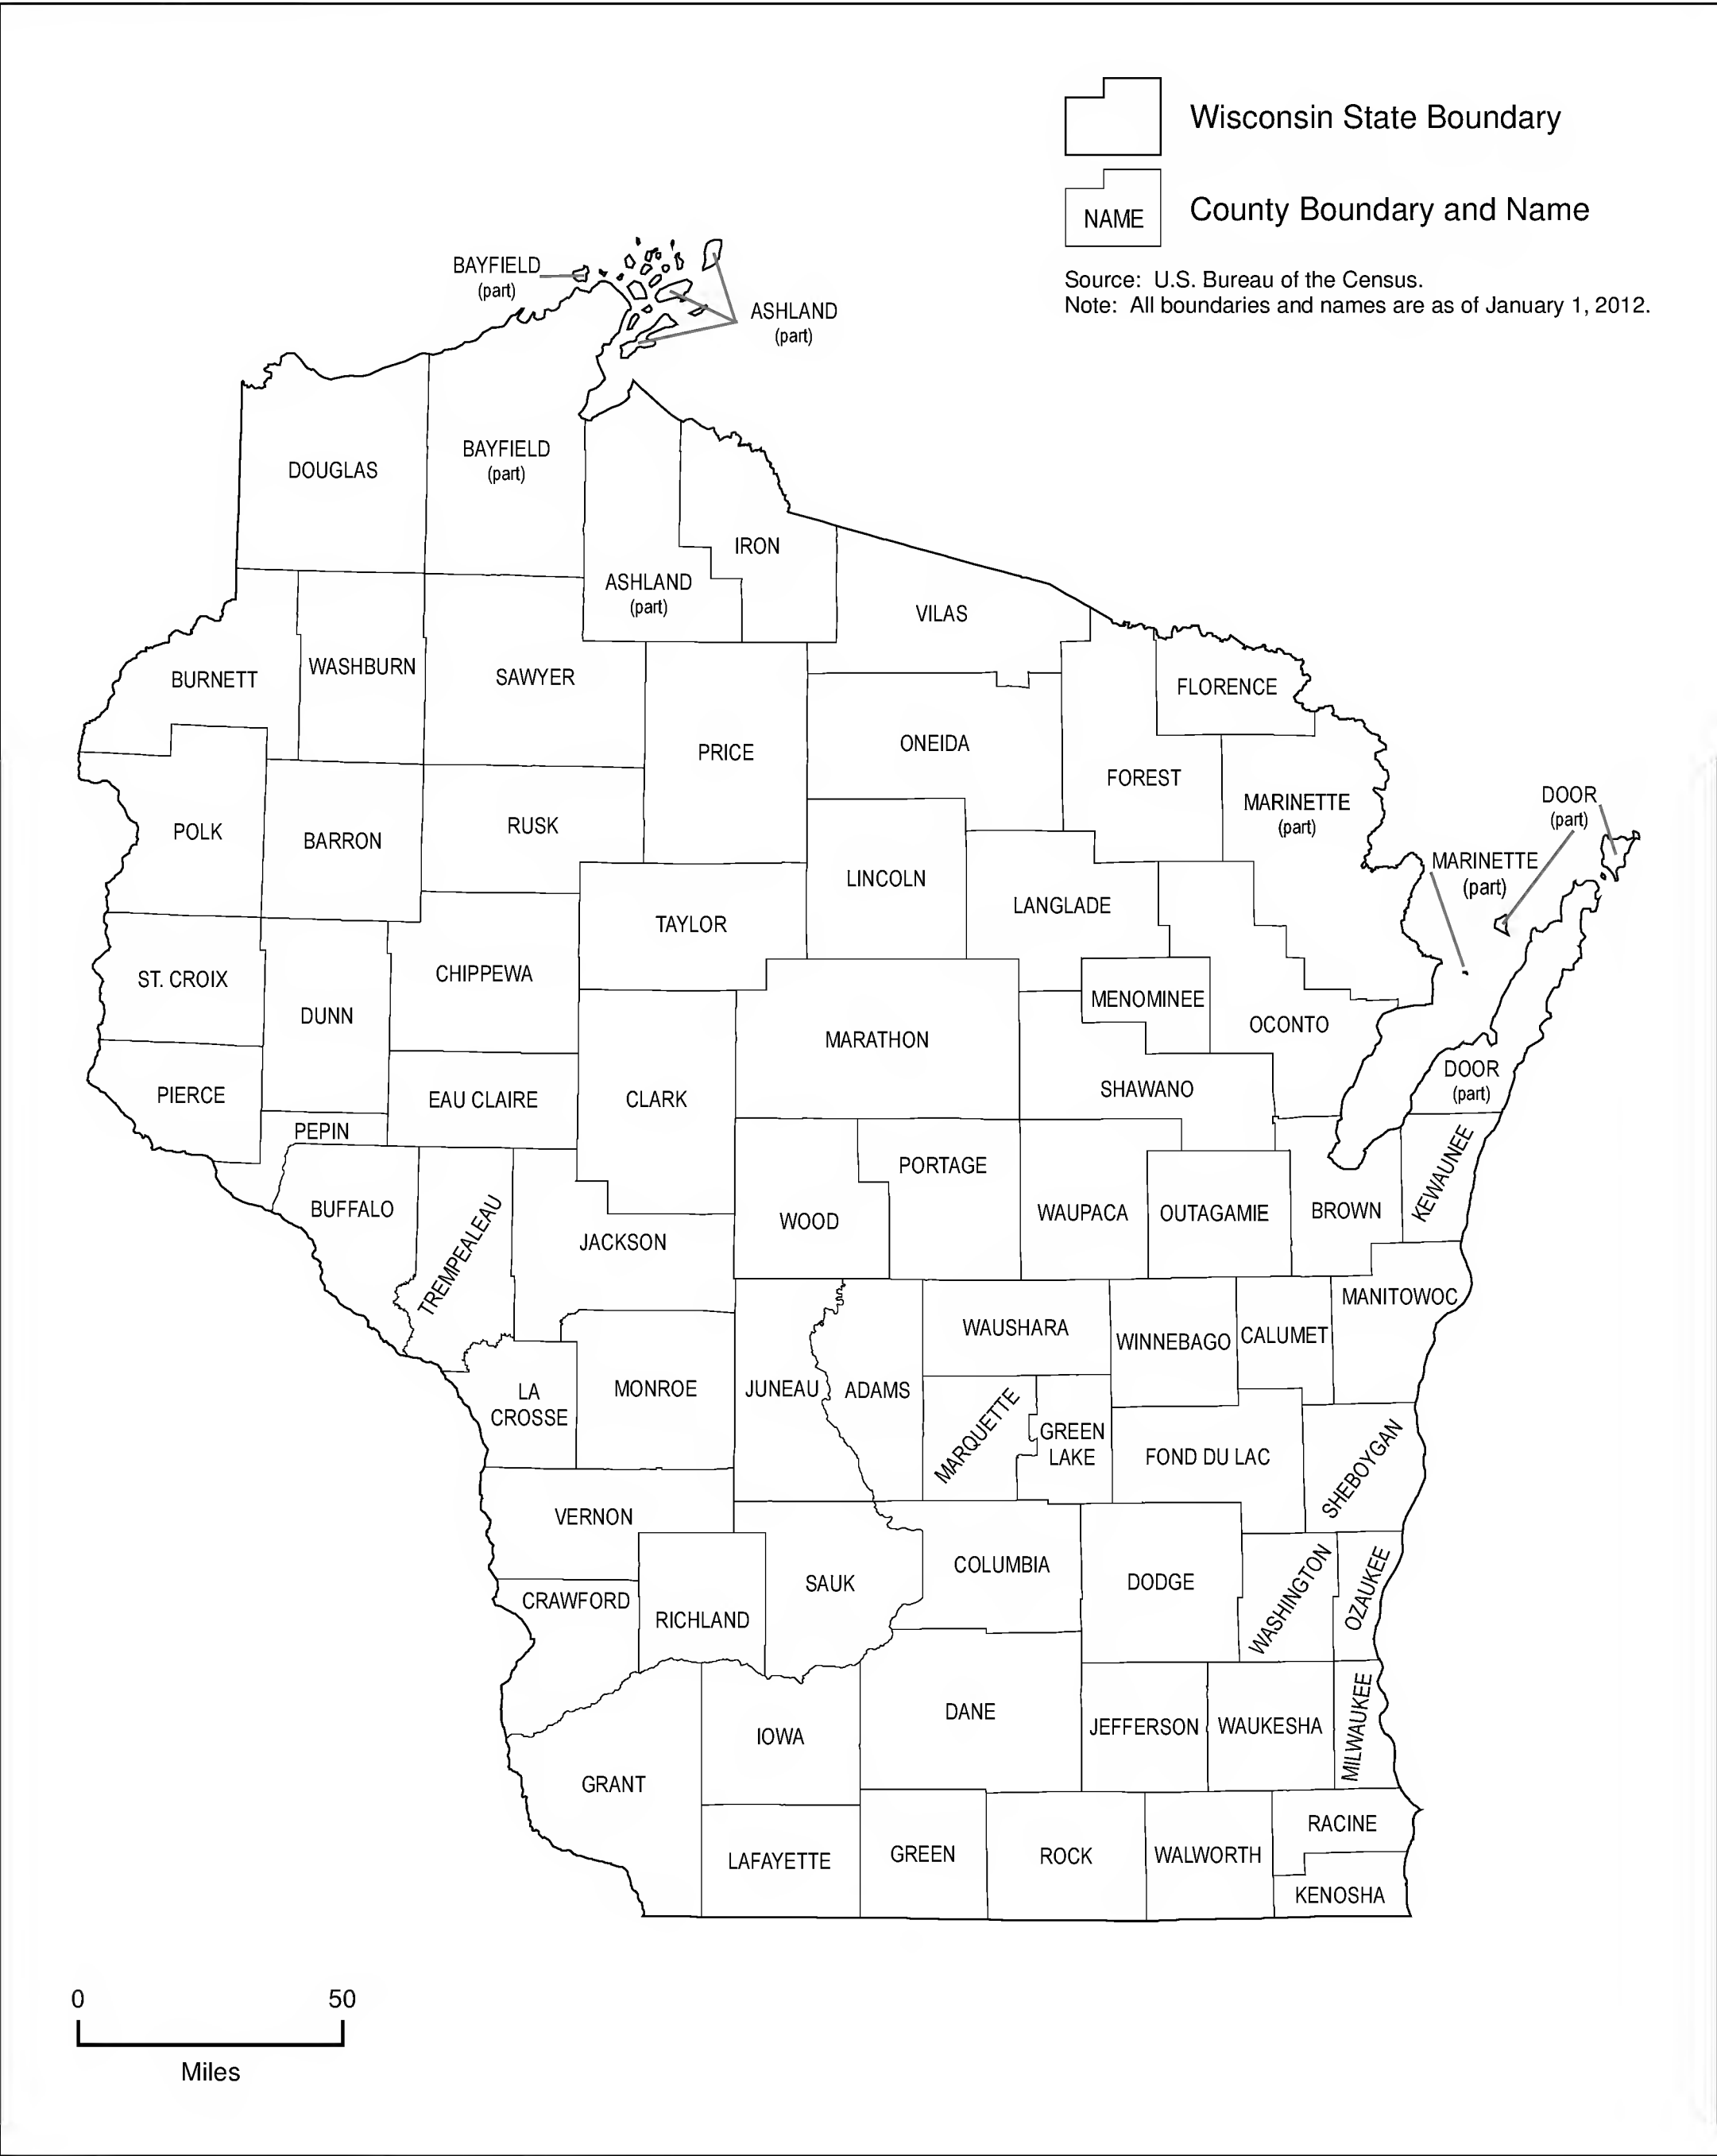 Wisconsin State Boundary
NAME
County Boundary and Name
Source: U.S. Bureau of the Census.
Note: All boundaries and names are as of January 1, 2012.
BAYFIELD
(part)
ASHLAND
(part)
DOUGLAS
BAYFIELD
(part)
IRON
ASHLAND
(part)
VILAS
BURNETT
WASHBURN
SAWYER
FLORENCE
PRICE
ONEIDA
FOREST
MARINETTE
(part)
DOOR
(part)
POLK
BARRON
RUSK
MARINETTE
(part)
LINCOLN
LANGLADE
TAYLOR
ST. CROIX
CHIPPEWA
DUNN
MENOMINEE
OCONTO
MARATHON
DOOR
(part)
PIERCE
EAU CLAIRE
CLARK
SHAWANO
PEPIN
PORTAGE
KEWAUNEE
BUFFALO
TREMPEALEAU
WOOD
WAUPACA
OUTAGAMIE
BROWN
JACKSON
MANITOWOC
WAUSHARA
WINNEBAGO
CALUMET
LA
CROSSE
MONROE
JUNEAU
ADAMS
MARQUETTE
GREEN
LAKE
FOND DU LAC
SHEBOYGAN
VERNON
COLUMBIA
SAUK
DODGE
WASHINGTON
OZAUKEE
CRAWFORD
RICHLAND
DANE
IOWA
JEFFERSON
WAUKESHA
MILWAUKEE
GRANT
RACINE
LAFAYETTE
GREEN
ROCK
WALWORTH
KENOSHA
0 50
Miles